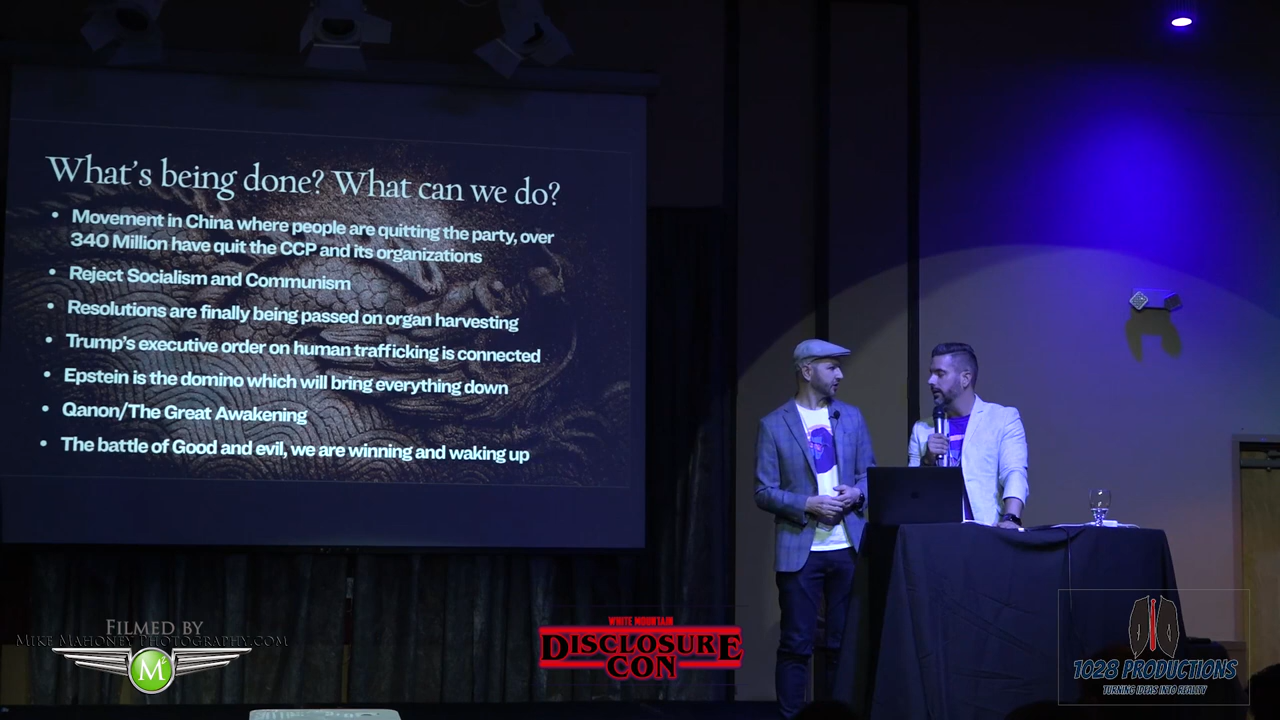 What's being done? What can we do?
• Movement in China where people are quitting the party, over
340 Million have quit the CCP and its organizations
• Reject Socialism and Communism
• Resolutions are finally being passed on organ harvesting
• Trump's executive order on human trafficking is connected
• Epstein is the domino which will bring everything down
• Qanon/The Great Awakening
• The battle of Good and evil, we are winning and waking up
FILMED BY
MIKE MAHONEY PHOTOGRAPHY.COM
M
WHITE MOUNTAIN
DISCLOSURE
CON
1028 PRODUCTIONS
TURNING IDEAS INTO REALITY